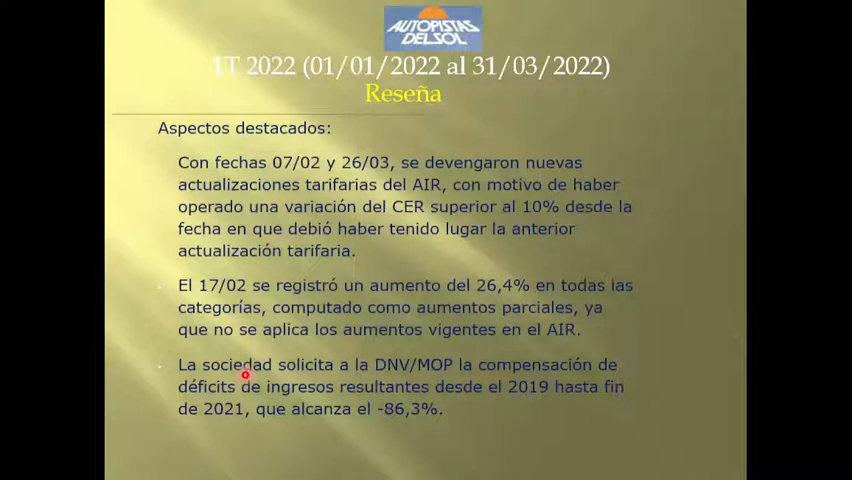 AUTOPISTAS
DEL SOL
1T 2022 (01/01/2022 al 31/03/2022)
Reseña
Aspectos destacados:
Con fechas 07/02 y 26/03, se devengaron nuevas
actualizaciones tarifarias del AIR, con motivo de haber
operado una variación del CER superior al 10% desde la
fecha en que debió haber tenido lugar la anterior
actualización tarifaria.
El 17/02 se registró un aumento del 26,4% en todas las
categorías, computado como aumentos parciales, ya
que no se aplica los aumentos vigentes en el AIR.
La sociedad solicita a la DNV/MOP la compensación de
déficits de ingresos resultantes desde el 2019 hasta fin
de 2021, que alcanza el -86,3%.